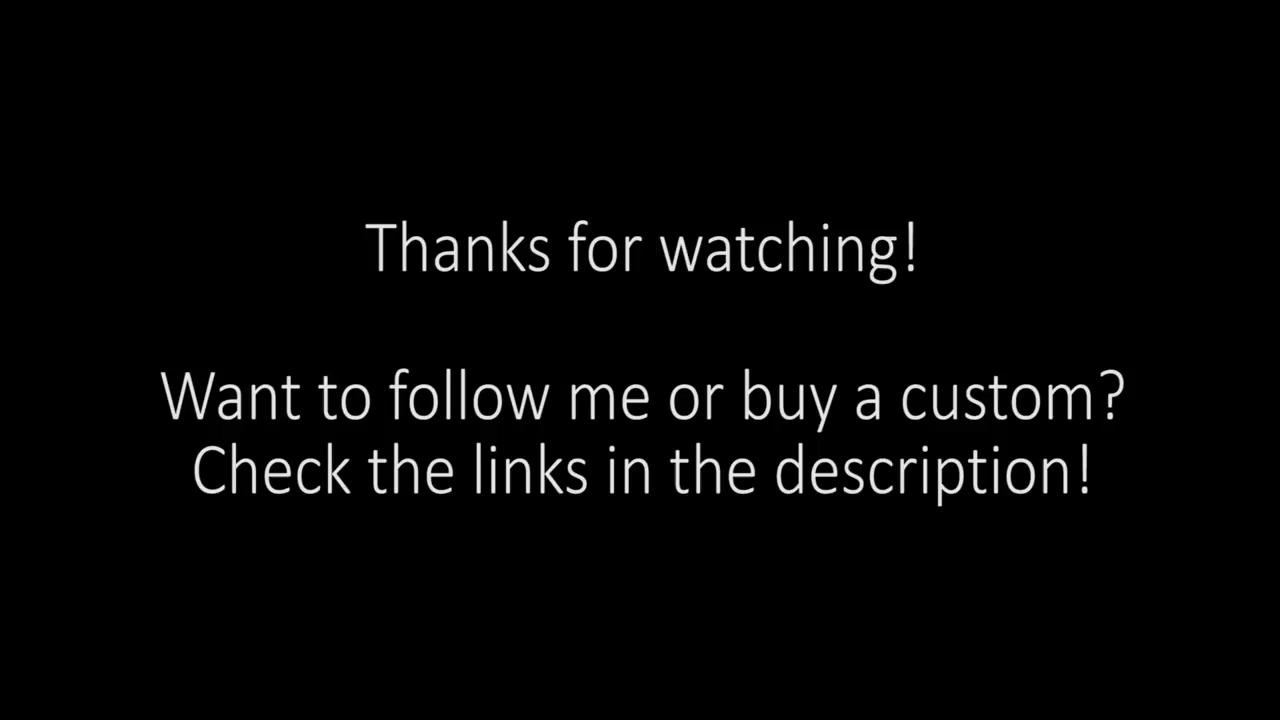 Thanks for watching!
Want to follow me or buy a custom?
Check the links in the description!